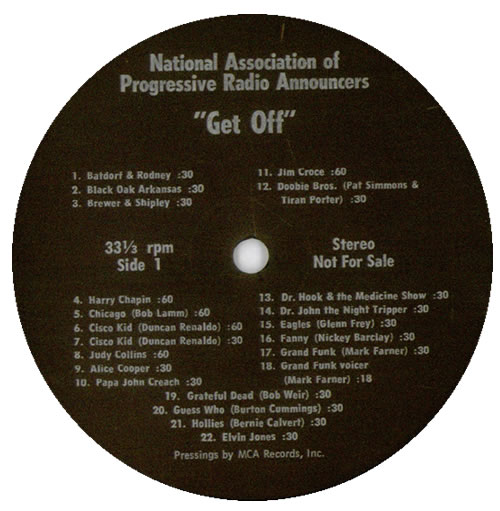 National Association of
Progressive Radio Announcers
"Get Off"
1. Batdorf & Rodney :30
2. Black Oak Arkansas :30
3. Brewer & Shipley :30
11. Jim Croce :60
12. Doobie Bros. (Pat Simmons &
Tiran Porter) :30
33⅓ rpm
Side 1
Stereo
Not For Sale
4. Harry Chapin :60
5. Chicago (Bob Lamm) :60
6. Cisco Kid (Duncan Renaldo) :60
7. Cisco Kid (Duncan Renaldo) :30
8. Judy Collins :60
9. Alice Cooper :30
10. Papa John Creach :30
13. Dr. Hook & the Medicine Show :30
14. Dr. John the Night Tripper :30
15. Eagles (Glenn Frey) :30
16. Fanny (Nickey Barclay) :30
17. Grand Funk (Mark Farner) :30
18. Grand Funk voicer
(Mark Farner) :18
19. Grateful Dead (Bob Weir) :30
20. Guess Who (Burton Cummings) :30
21. Hollies (Bernie Calvert) :30
22. Elvin Jones :30
Pressings by MCA Records, Inc.